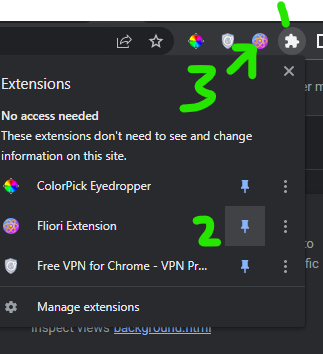 1
3
Extensions
No access needed
These extensions don't need to see and change
information on this site.
ColorPick Eyedropper
Fliori Extension
2
Free VPN for Chrome - VPN Pr...
Manage extensions
Inspect views background.html